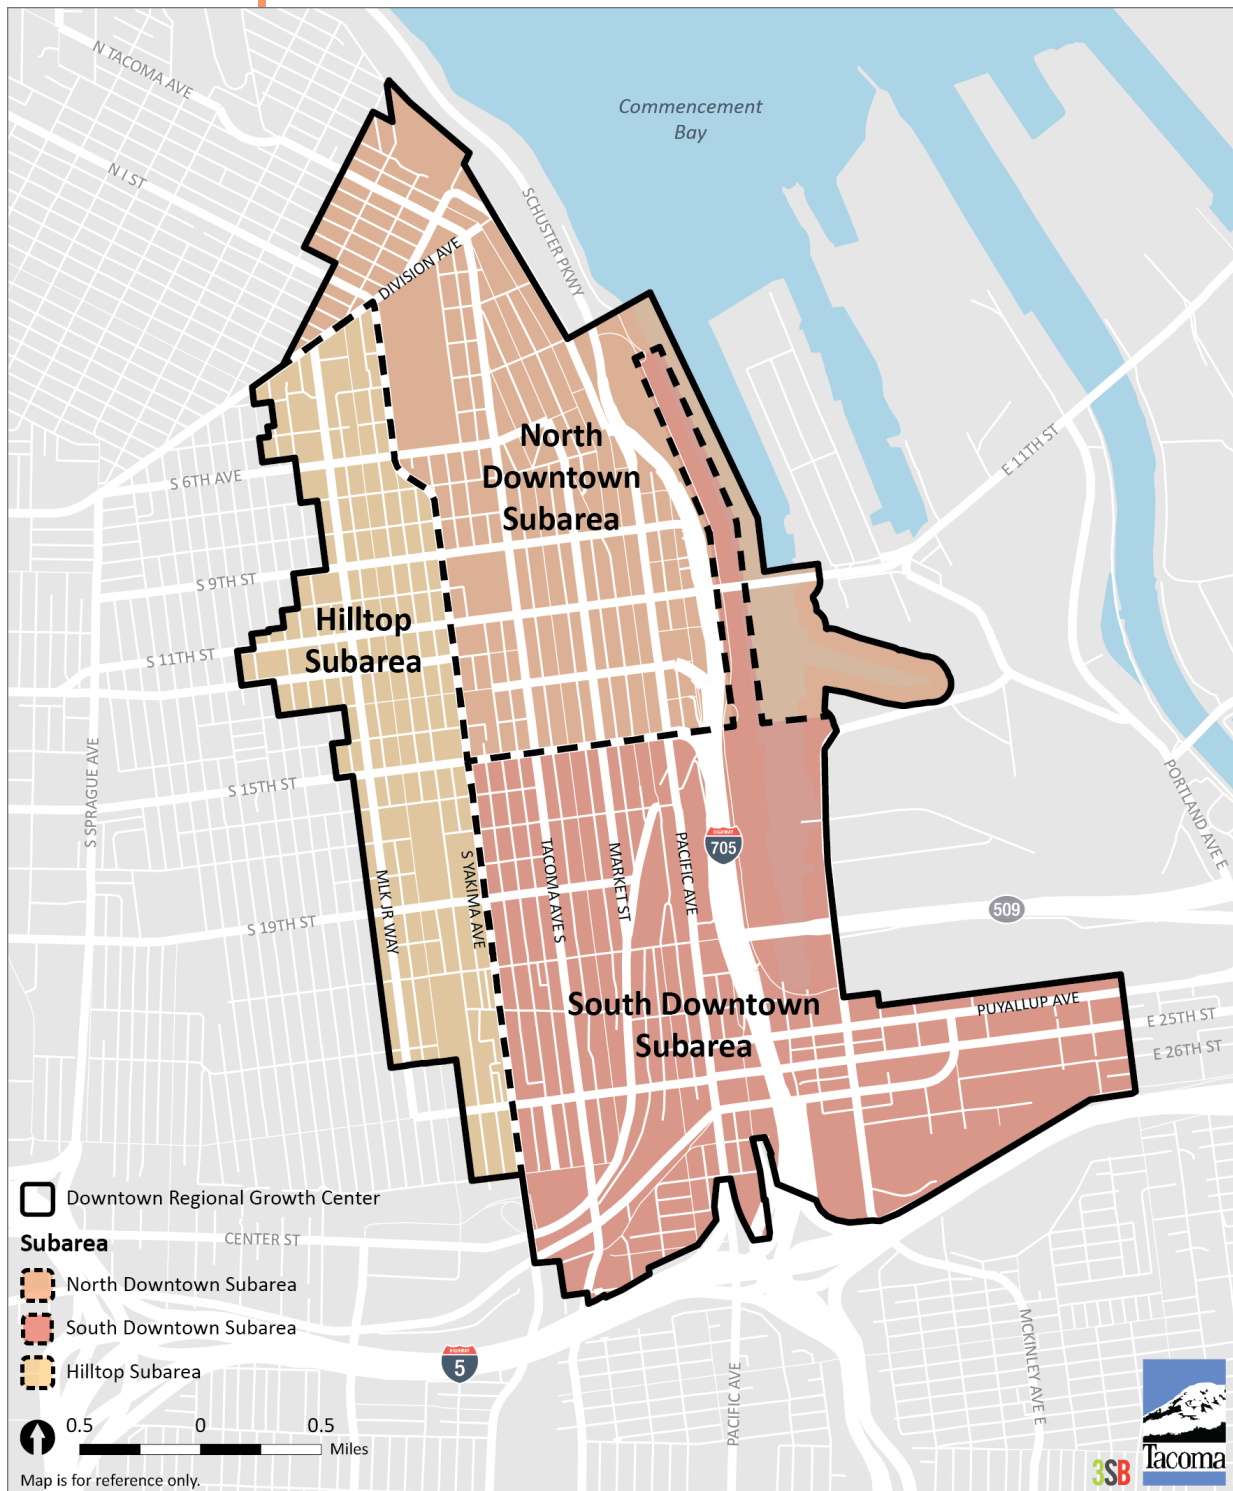 N TACOMA AVE
Commencement
Bay
N I ST
SCHUSTER PKWY
DIVISION AVE
E 11TH ST
North
Downtown
Subarea
S 6TH AVE
S 9TH ST
Hilltop
Subarea
S 11TH ST
S SPRAGUE AVE
S 15TH ST
PORTLAND AVE E
HIGHWAY
705
MLK JR WAY
S YAKIMA AVE
TACOMA AVE S
MARKET ST
PACIFIC AVE
S 19TH ST
509
South Downtown
Subarea
PUYALLUP AVE
E 25TH ST
E 26TH ST
Downtown Regional Growth Center
CENTER ST
Subarea
North Downtown Subarea
South Downtown Subarea
Hilltop Subarea
HIGHWAY
5
PACIFIC AVE
MCKINLEY AVE E
0.5 0 0.5
Miles
Map is for reference only.
3SB
Tacoma